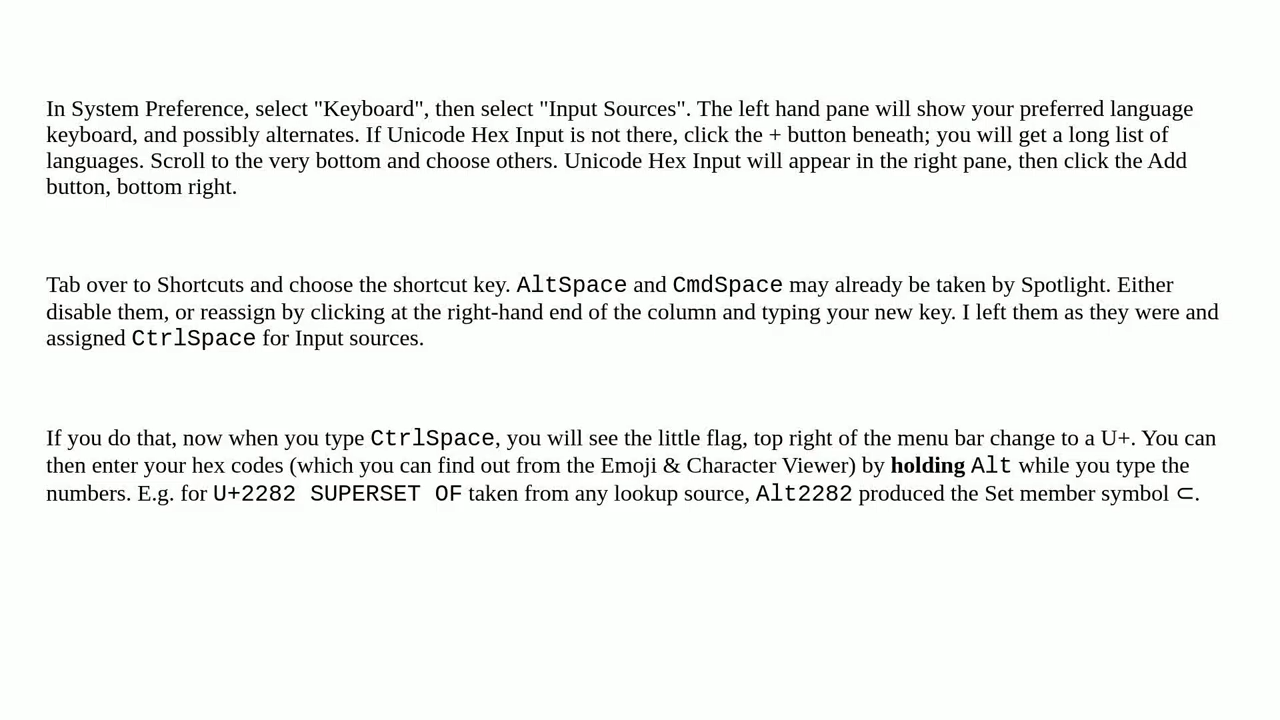 In System Preference, select "Keyboard", then select "Input Sources". The left hand pane will show your preferred language
keyboard, and possibly alternates. If Unicode Hex Input is not there, click the + button beneath; you will get a long list of
languages. Scroll to the very bottom and choose others. Unicode Hex Input will appear in the right pane, then click the Add
button, bottom right.
Tab over to Shortcuts and choose the shortcut key. AltSpace and CmdSpace may already be taken by Spotlight. Either
disable them, or reassign by clicking at the right-hand end of the column and typing your new key. I left them as they were and
assigned CtrlSpace for Input sources.
If you do that, now when you type CtrlSpace, you will see the little flag, top right of the menu bar change to a U+. You can
then enter your hex codes (which you can find out from the Emoji & Character Viewer) by holding Alt while you type the
numbers. E.g. for U+2282 SUPERSET OF taken from any lookup source, Alt2282 produced the Set member symbol ⊂.